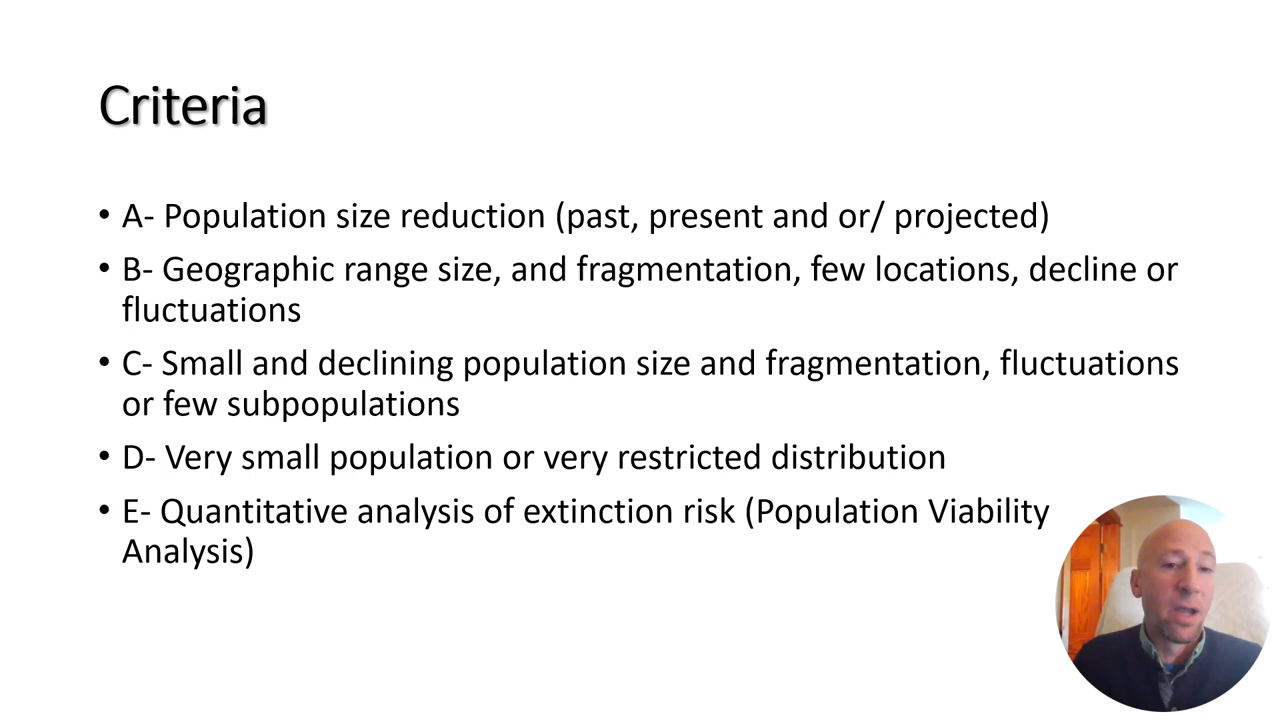 Criteria
• A- Population size reduction (past, present and or/ projected)
• B- Geographic range size, and fragmentation, few locations, decline or
fluctuations
• C- Small and declining population size and fragmentation, fluctuations
or few subpopulations
• D- Very small population or very restricted distribution
• E- Quantitative analysis of extinction risk (Population Viability
Analysis)